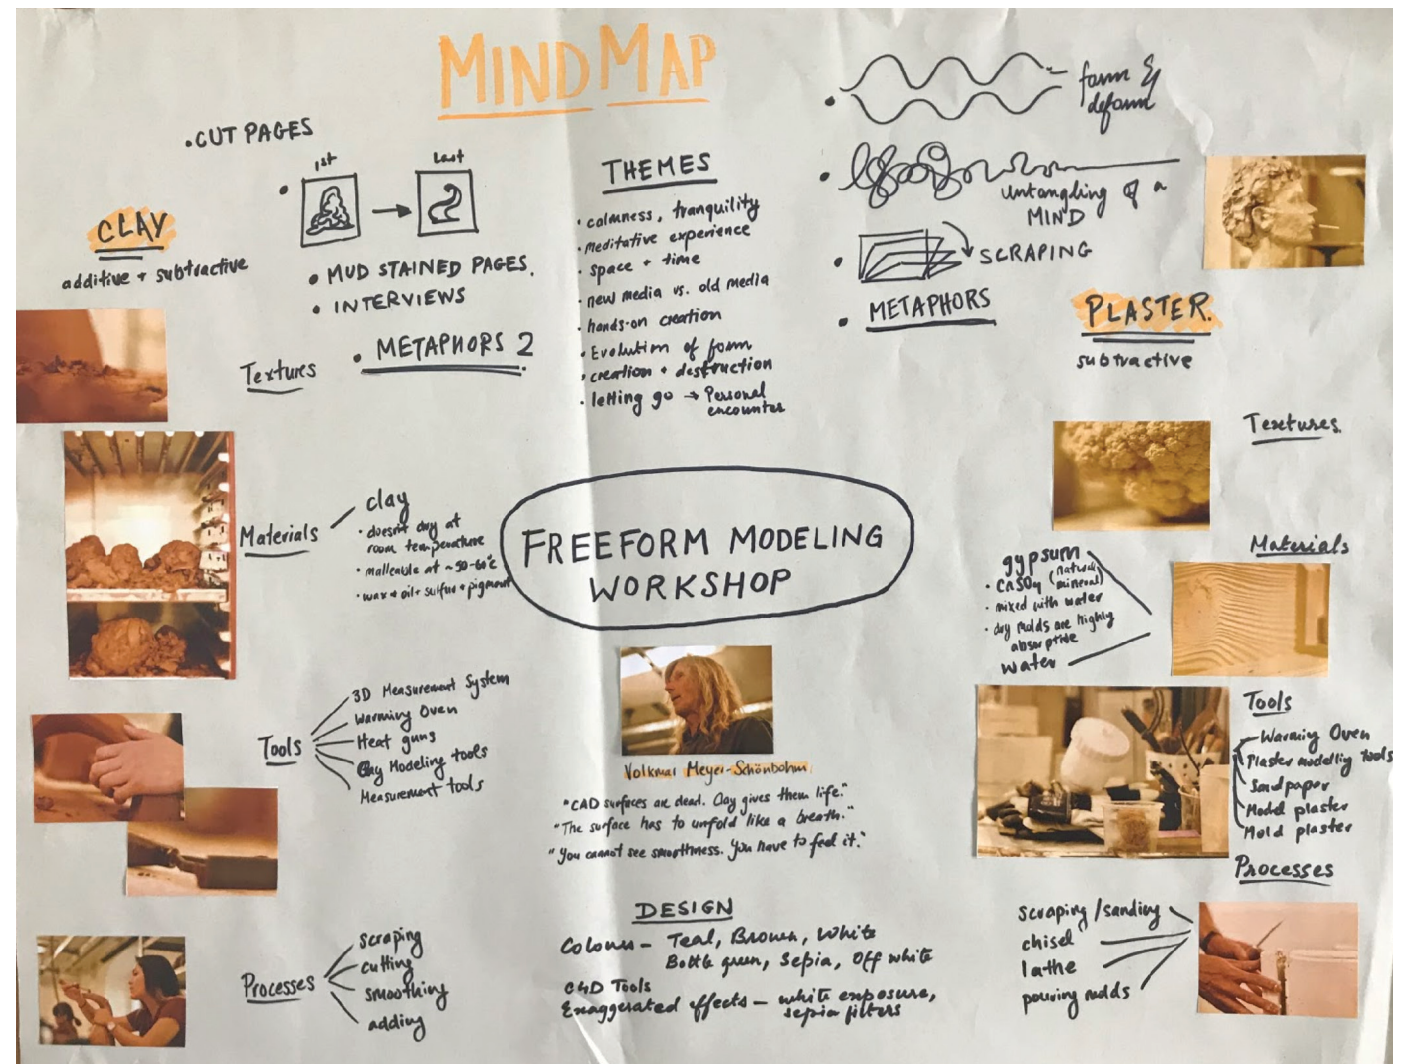 MINDMAP
• CUT PAGES
1st
Last
• MUD STAINED PAGES.
• INTERVIEWS
• METAPHORS 2
CLAY
additive + subtractive
Textures
Materials
clay
• doesn't dry at
room temperature
• malleable at ~50-60°C
• wax + oil + sulfur + pigment
Tools
3D Measurement System
Warming Oven
Heat guns
Clay Modeling tools
Measurement tools
Processes
scraping
cutting
smoothing
adding
THEMES
• calmness, tranquility
• meditative experience
• space + time
• new media vs. old media
• hands-on creation
• Evolution of form
• creation + destruction
• letting go → Personal
encounter
FREEFORM MODELING
WORKSHOP
Volkmar Meyer-Schönbohm
"CAD surfaces are dead. Clay gives them life."
"The surface has to unfold like a breath."
"You cannot see smoothness. You have to feel it."
DESIGN
Colours - Teal, Brown, White
Bottle green, Sepia, Off white
C4D Tools
Exaggerated effects - white exposure,
sepia filters
form &
deform
untangling of a
MIND
SCRAPING
• METAPHORS
PLASTER.
subtractive
Textures.
Materials
gypsum
• CaSO4 (natural
mineral)
• mixed with water
• dry molds are highly
absorptive
water
Tools
Warming Oven
Plaster modelling tools
Sandpaper
Model plaster
Mold plaster
Processes
scraping/sanding
chisel
lathe
pouring molds